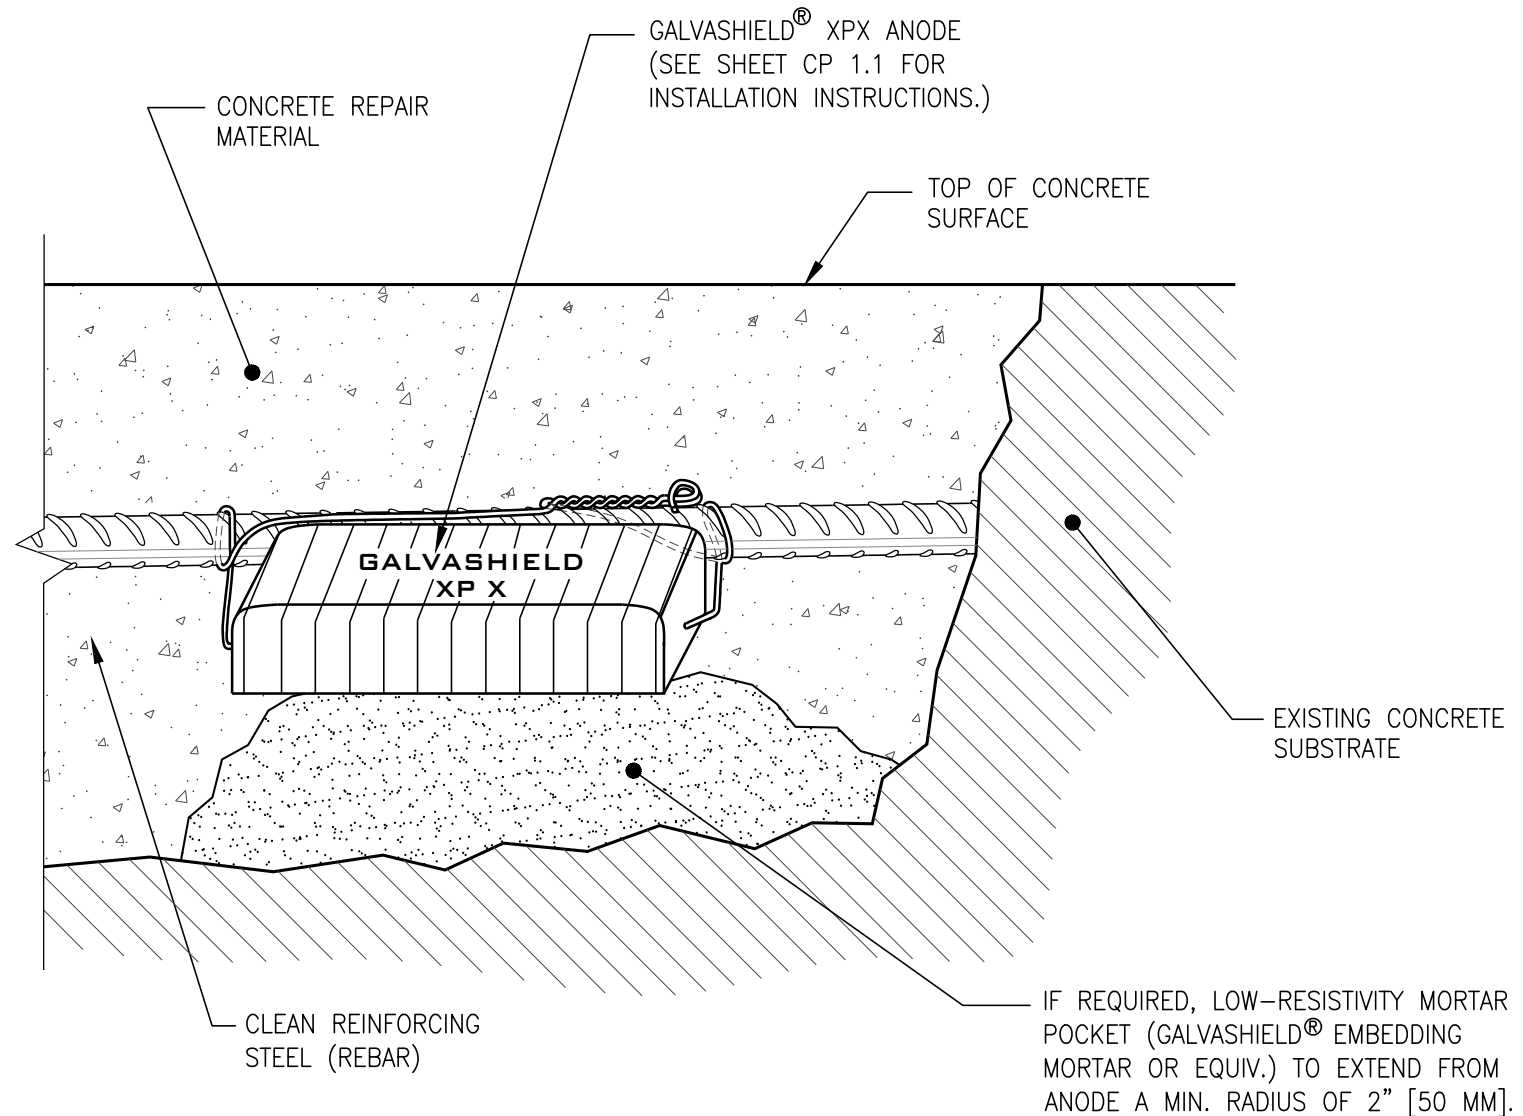 GALVASHIELD® XPX ANODE
(SEE SHEET CP 1.1 FOR
INSTALLATION INSTRUCTIONS.)
CONCRETE REPAIR
MATERIAL
TOP OF CONCRETE
SURFACE
GALVASHIELD
XP X
EXISTING CONCRETE
SUBSTRATE
CLEAN REINFORCING
STEEL (REBAR)
IF REQUIRED, LOW-RESISTIVITY MORTAR
POCKET (GALVASHIELD® EMBEDDING
MORTAR OR EQUIV.) TO EXTEND FROM
ANODE A MIN. RADIUS OF 2" [50 MM].